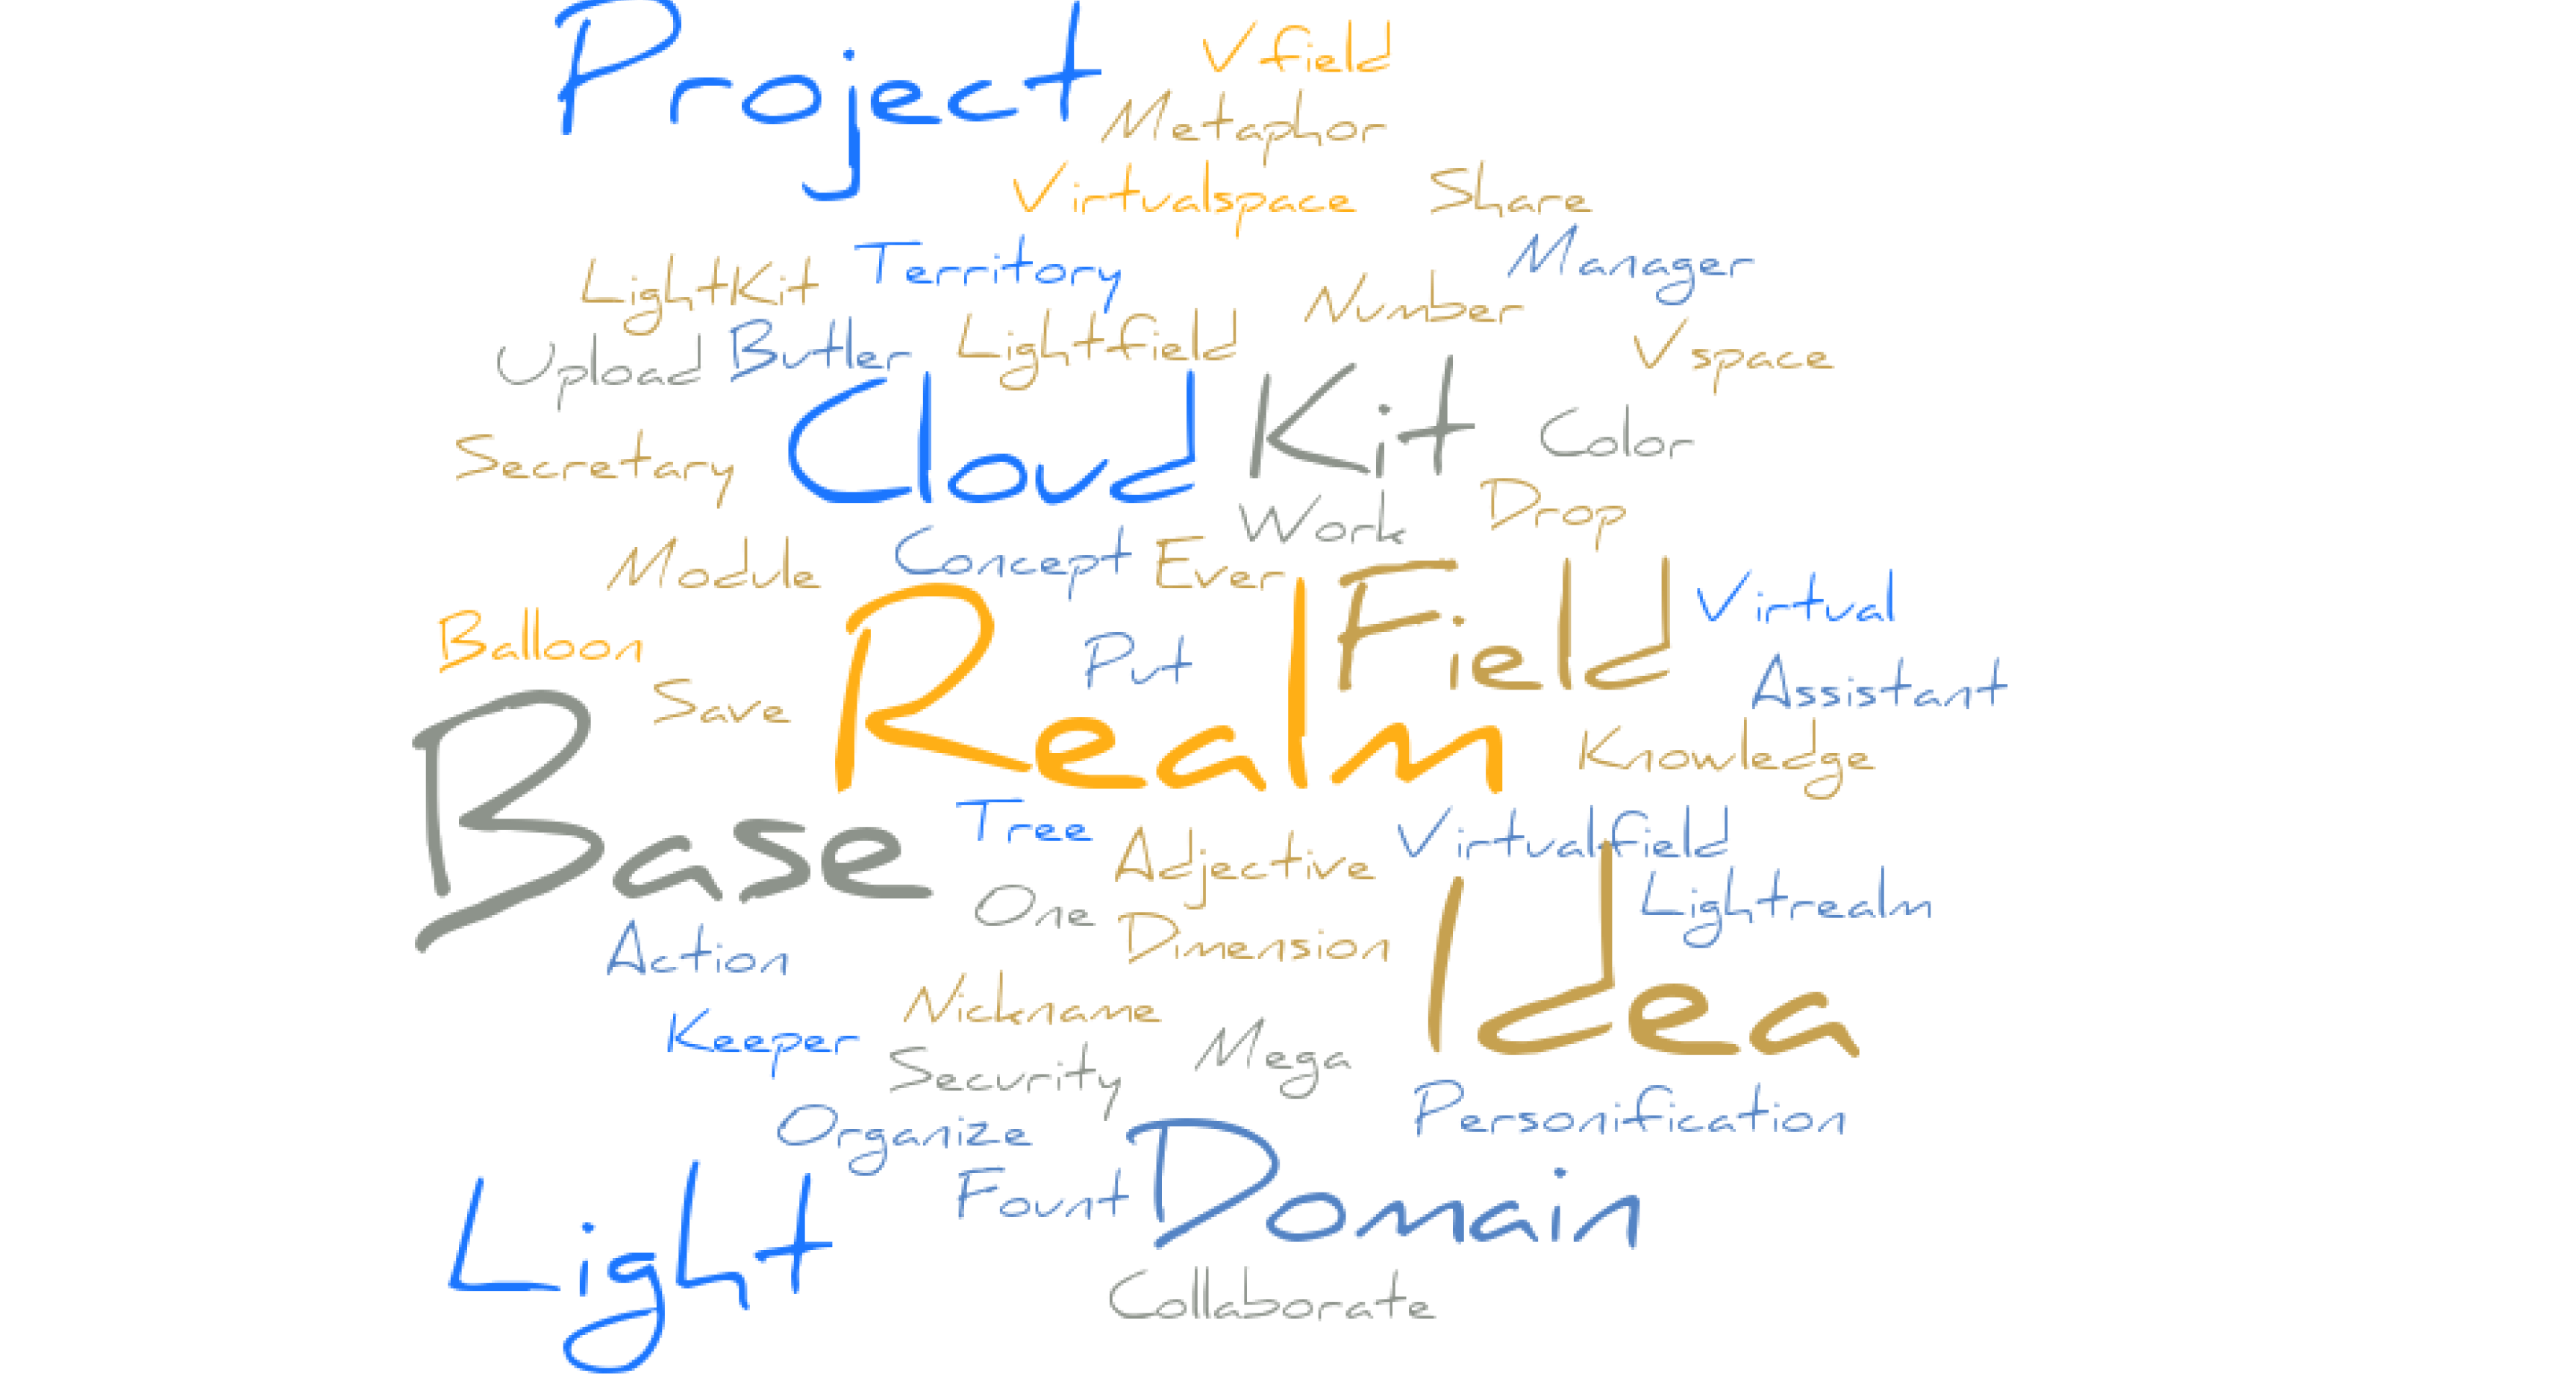 Project
V field
Metaphor
Virtualspace
Share
Manager
Territory
LightKit
Number
Butler
Lightfield
Upload
V space
Cloud
Kit
Color
Secretary
Work
Drop
Module
Concept
Ever
Field
Virtual
Balloon
Put
Realm
Save
Assistant
Knowledge
Base
Tree
Adjective
Virtualfield
One
Lightrealm
Dimension
Action
Idea
Nickname
Keeper
Security
Mega
Personification
Organize
Fount
Domain
Light
Collaborate